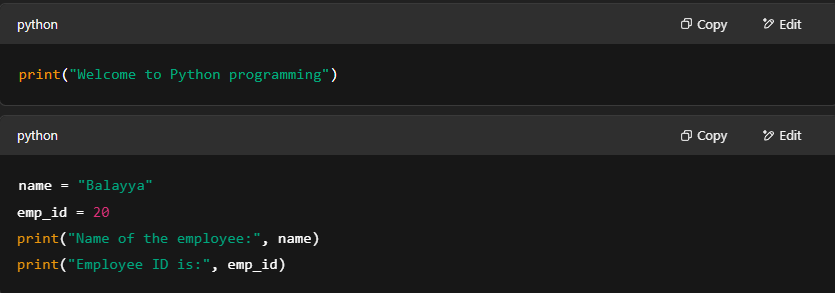 python Copy Edit
print("Welcome to Python programming")
python Copy Edit
name = "Balayya"
emp_id = 20
print("Name of the employee:", name)
print("Employee ID is:", emp_id)